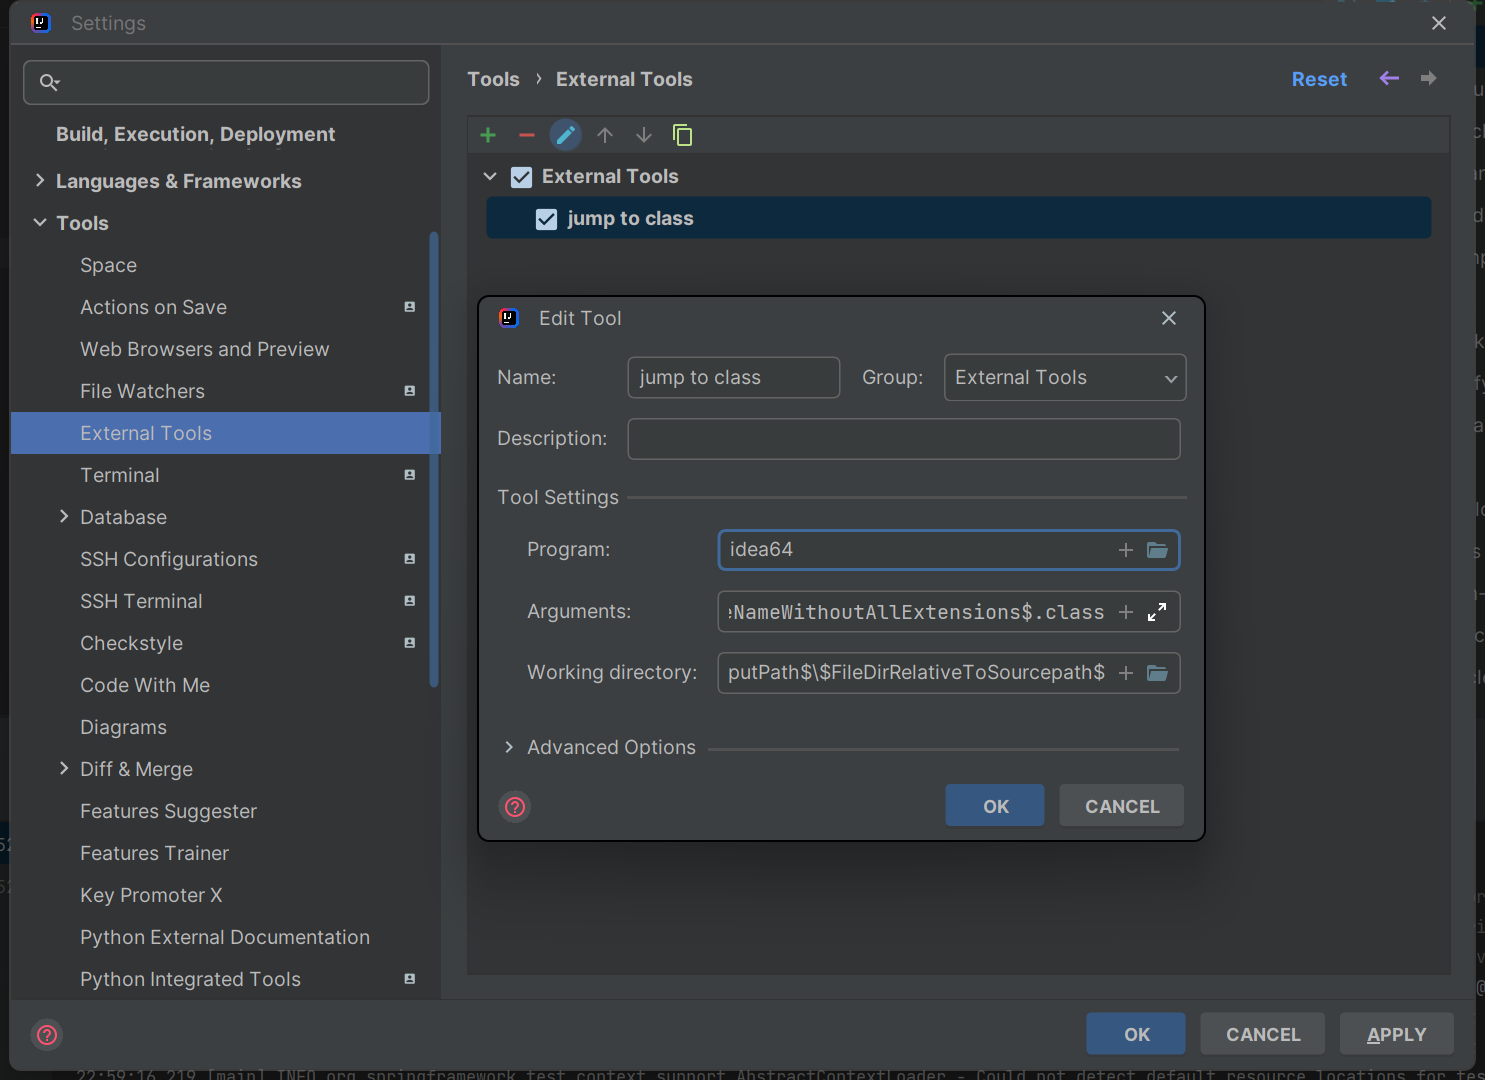 Settings
Tools › External Tools
Reset
Build, Execution, Deployment
Languages & Frameworks
Tools
Space
Actions on Save
Web Browsers and Preview
File Watchers
External Tools
Terminal
Database
SSH Configurations
SSH Terminal
Checkstyle
Code With Me
Diagrams
Diff & Merge
Features Suggester
Features Trainer
Key Promoter X
Python External Documentation
Python Integrated Tools
External Tools
jump to class
Edit Tool
Name: jump to class Group: External Tools
Description:
Tool Settings
Program: idea64
Arguments: eNameWithoutAllExtensions$.class
Working directory: putPath$\$FileDirRelativeToSourcepath$
Advanced Options
OK CANCEL
OK CANCEL APPLY
22:59:16.219 [main] INFO org.springframework.test.context.support.AbstractContextLoader - Could not detect default resource locations for tes